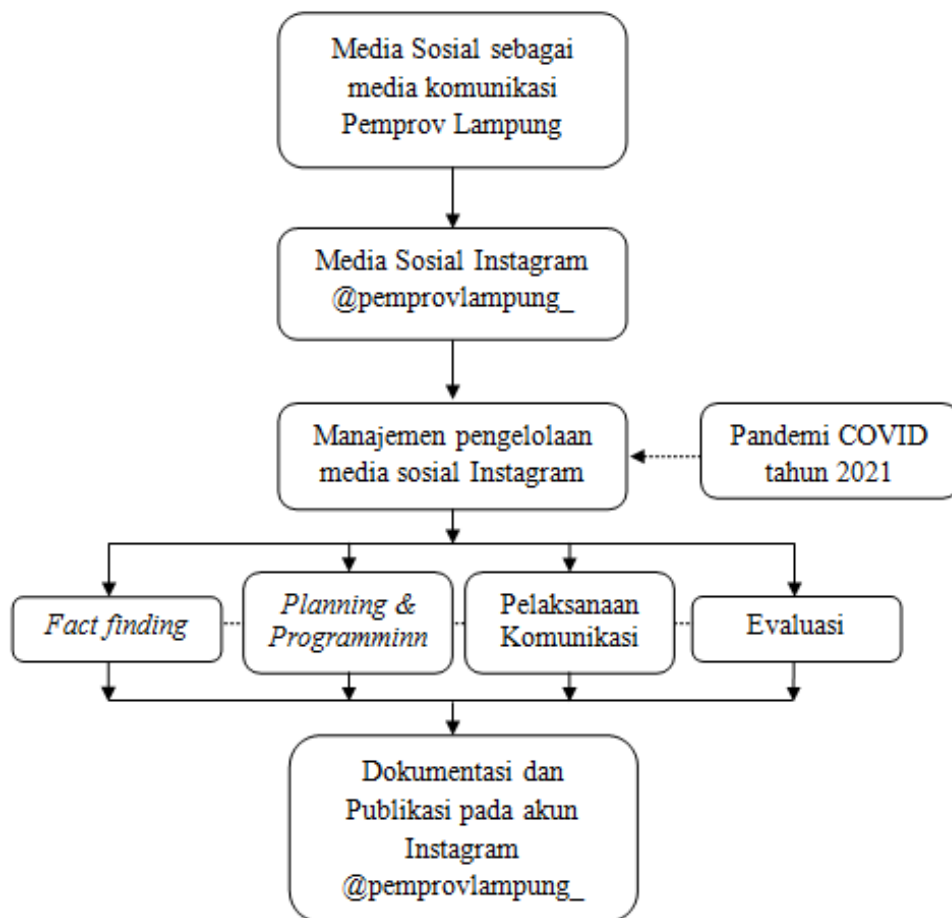 Media Sosial sebagai
media komunikasi
Pemprov Lampung
Media Sosial Instagram
@pemprovlampung_
Manajemen pengelolaan
media sosial Instagram
Pandemi COVID
tahun 2021
Fact finding
Planning &
Programminn
Pelaksanaan
Komunikasi
Evaluasi
Dokumentasi dan
Publikasi pada akun
Instagram
@pemprovlampung_